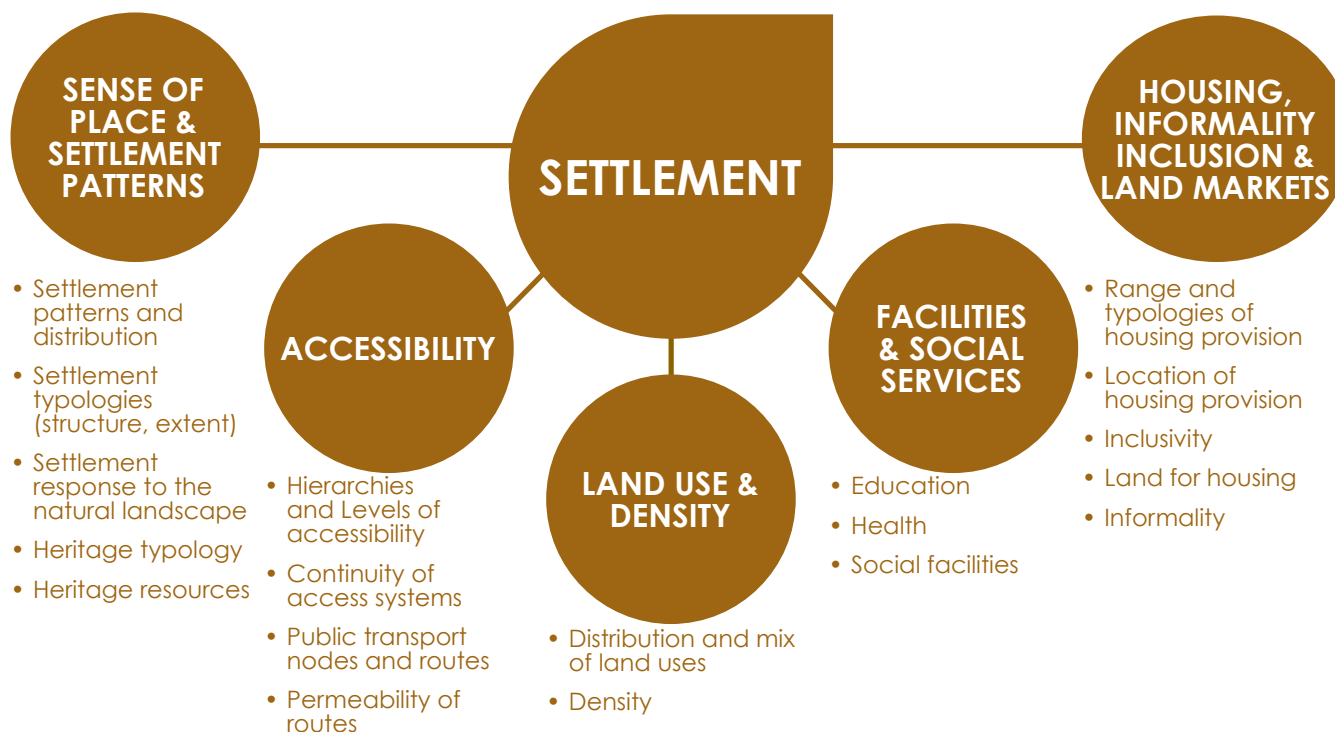 SENSE OF
PLACE &
SETTLEMENT
PATTERNS
• Settlement
patterns and
distribution
• Settlement
typologies
(structure, extent)
• Settlement
response to the
natural landscape
• Heritage typology
• Heritage resources
ACCESSIBILITY
• Hierarchies
and Levels of
accessibility
• Continuity of
access systems
• Public transport
nodes and routes
• Permeability of
routes
SETTLEMENT
LAND USE &
DENSITY
• Distribution and mix
of land uses
• Density
FACILITIES
& SOCIAL
SERVICES
• Education
• Health
• Social facilities
HOUSING,
INFORMALITY
INCLUSION &
LAND MARKETS
• Range and
typologies of
housing provision
• Location of
housing provision
• Inclusivity
• Land for housing
• Informality